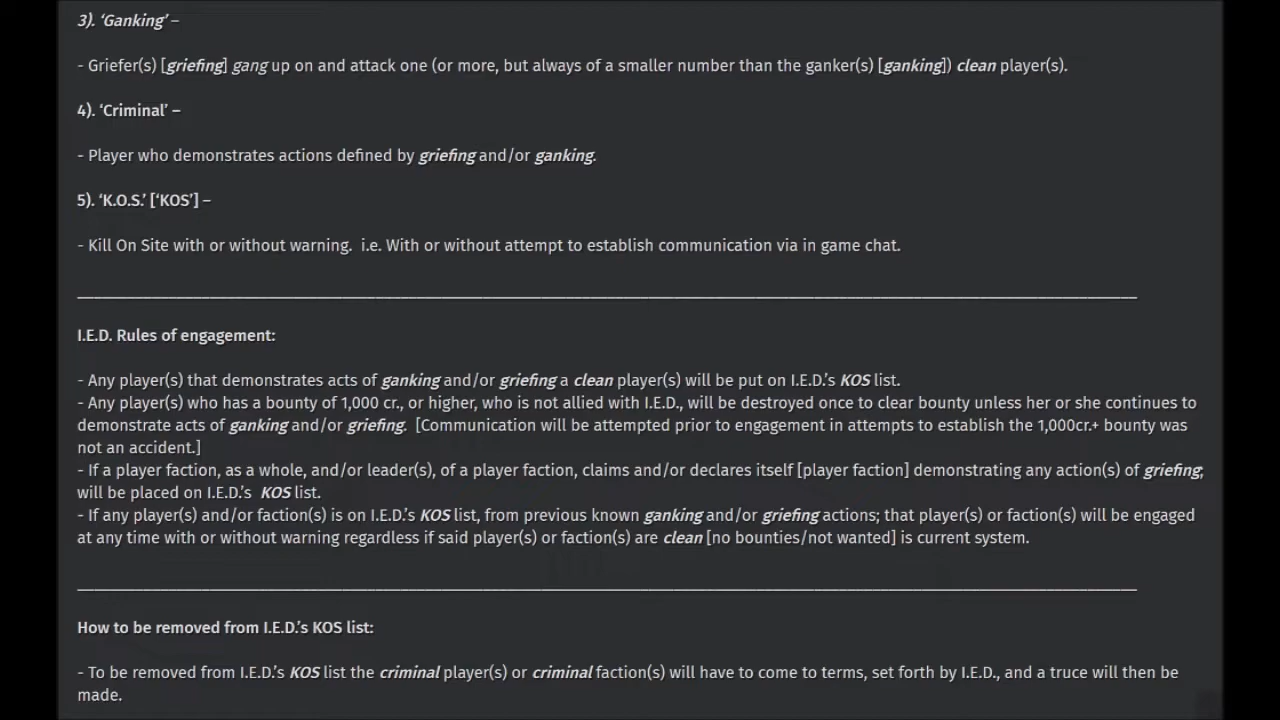 3). ‘Ganking’ –
- Griefer(s) [griefing] gang up on and attack one (or more, but always of a smaller number than the ganker(s) [ganking]) clean player(s).
4). ‘Criminal’ –
- Player who demonstrates actions defined by griefing and/or ganking.
5). ‘K.O.S.’ [‘KOS’] –
- Kill On Site with or without warning.  i.e. With or without attempt to establish communication via in game chat.
I.E.D. Rules of engagement:
- Any player(s) that demonstrates acts of ganking and/or griefing a clean player(s) will be put on I.E.D.’s KOS list.
- Any player(s) who has a bounty of 1,000 cr., or higher, who is not allied with I.E.D., will be destroyed once to clear bounty unless her or she continues to
demonstrate acts of ganking and/or griefing.  [Communication will be attempted prior to engagement in attempts to establish the 1,000cr.+ bounty was
not an accident.]
- If a player faction, as a whole, and/or leader(s), of a player faction, claims and/or declares itself [player faction] demonstrating any action(s) of griefing;
will be placed on I.E.D.’s  KOS list.
- If any player(s) and/or faction(s) is on I.E.D.’s KOS list, from previous known ganking and/or griefing actions; that player(s) or faction(s) will be engaged
at any time with or without warning regardless if said player(s) or faction(s) are clean [no bounties/not wanted] is current system.
How to be removed from I.E.D.’s KOS list:
- To be removed from I.E.D.’s KOS list the criminal player(s) or criminal faction(s) will have to come to terms, set forth by I.E.D., and a truce will then be
made.